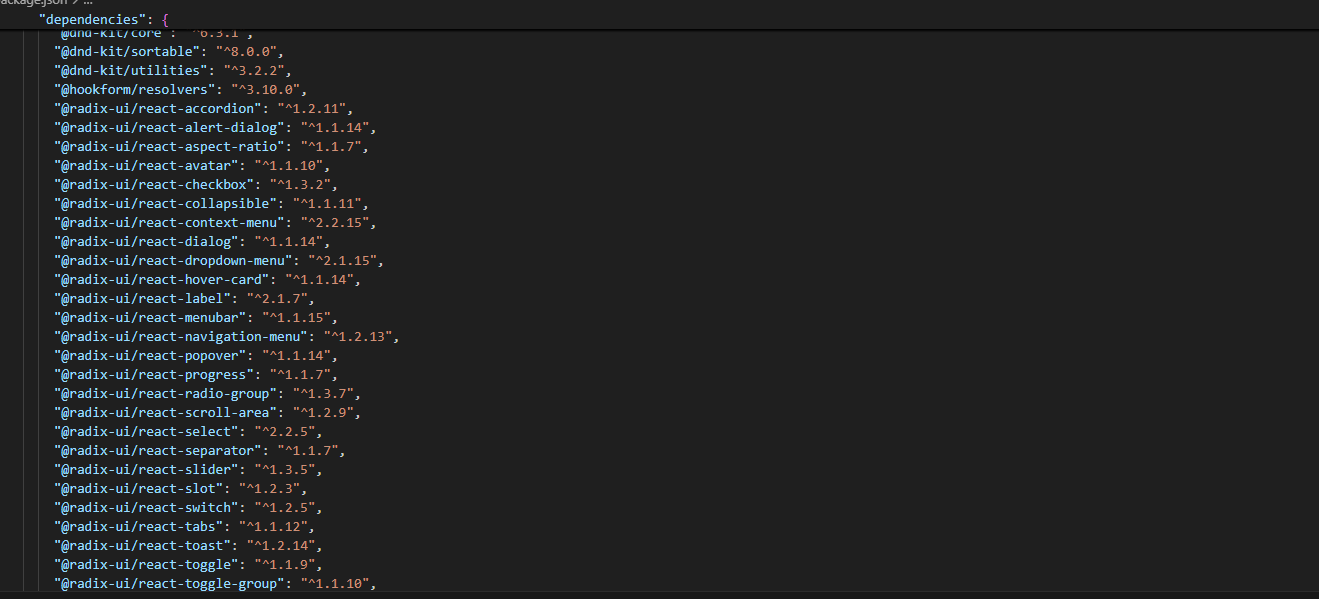 ackage.json > ...
"dependencies": {
"@dnd-kit/core": "^6.3.1",
"@dnd-kit/sortable": "^8.0.0",
"@dnd-kit/utilities": "^3.2.2",
"@hookform/resolvers": "^3.10.0",
"@radix-ui/react-accordion": "^1.2.11",
"@radix-ui/react-alert-dialog": "^1.1.14",
"@radix-ui/react-aspect-ratio": "^1.1.7",
"@radix-ui/react-avatar": "^1.1.10",
"@radix-ui/react-checkbox": "^1.3.2",
"@radix-ui/react-collapsible": "^1.1.11",
"@radix-ui/react-context-menu": "^2.2.15",
"@radix-ui/react-dialog": "^1.1.14",
"@radix-ui/react-dropdown-menu": "^2.1.15",
"@radix-ui/react-hover-card": "^1.1.14",
"@radix-ui/react-label": "^2.1.7",
"@radix-ui/react-menubar": "^1.1.15",
"@radix-ui/react-navigation-menu": "^1.2.13",
"@radix-ui/react-popover": "^1.1.14",
"@radix-ui/react-progress": "^1.1.7",
"@radix-ui/react-radio-group": "^1.3.7",
"@radix-ui/react-scroll-area": "^1.2.9",
"@radix-ui/react-select": "^2.2.5",
"@radix-ui/react-separator": "^1.1.7",
"@radix-ui/react-slider": "^1.3.5",
"@radix-ui/react-slot": "^1.2.3",
"@radix-ui/react-switch": "^1.2.5",
"@radix-ui/react-tabs": "^1.1.12",
"@radix-ui/react-toast": "^1.2.14",
"@radix-ui/react-toggle": "^1.1.9",
"@radix-ui/react-toggle-group": "^1.1.10",